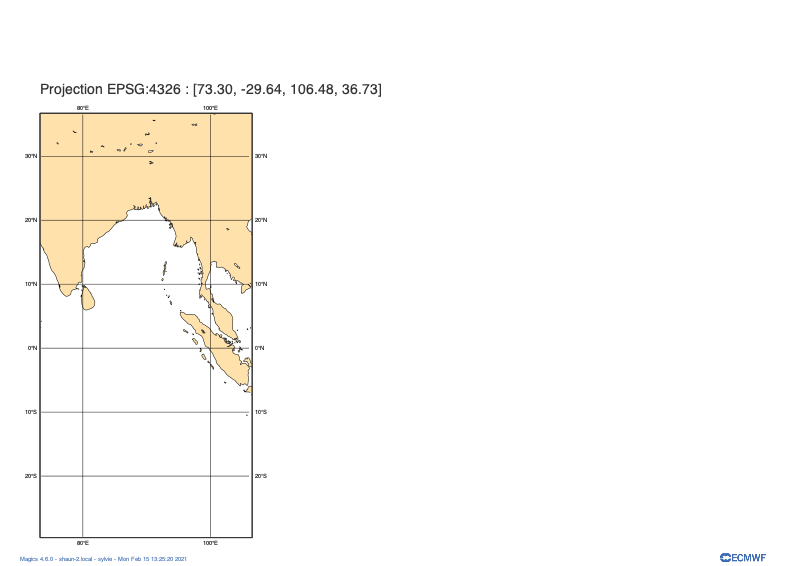 Projection EPSG:4326 : [73.30, -29.64, 106.48, 36.73]
80°E 100°E
30°N 30°N
20°N 20°N
10°N 10°N
0°N 0°N
10°S 10°S
20°S 20°S
80°E 100°E
Magics 4.6.0 - shaun-2.local - sylvie - Mon Feb 15 13:25:20 2021
ECMWF